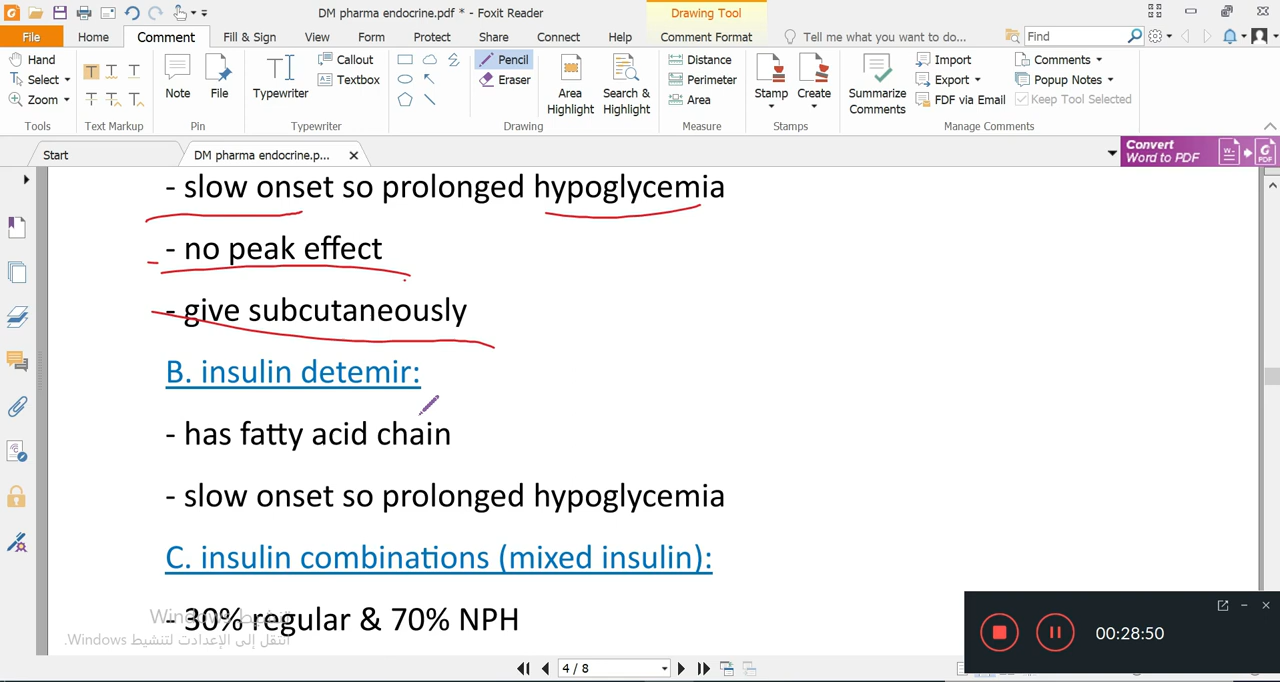 DM pharma endocrine.pdf * - Foxit Reader
Drawing Tool
File Home Comment Fill & Sign View Form Protect Share Connect Help Comment Format Tell me what you want to do... Find
Hand
Select
Zoom
Tools
Text Markup
Note
File
Pin
Typewriter
Callout
Textbox
Typewriter
Pencil
Eraser
Area Highlight
Search & Highlight
Drawing
Distance
Perimeter
Area
Measure
Stamp
Create
Stamps
Summarize Comments
Import
Export
FDF via Email
Comments
Popup Notes
Keep Tool Selected
Manage Comments
Start
DM pharma endocrine.p...
Convert
Word to PDF
- slow onset so prolonged hypoglycemia
- no peak effect
- give subcutaneously
B. insulin detemir:
- has fatty acid chain
- slow onset so prolonged hypoglycemia
C. insulin combinations (mixed insulin):
- 30% regular & 70% NPH
تنشيط Windows
انتقل إلى الإعدادات لتنشيط Windows.
00:28:50
4 / 8